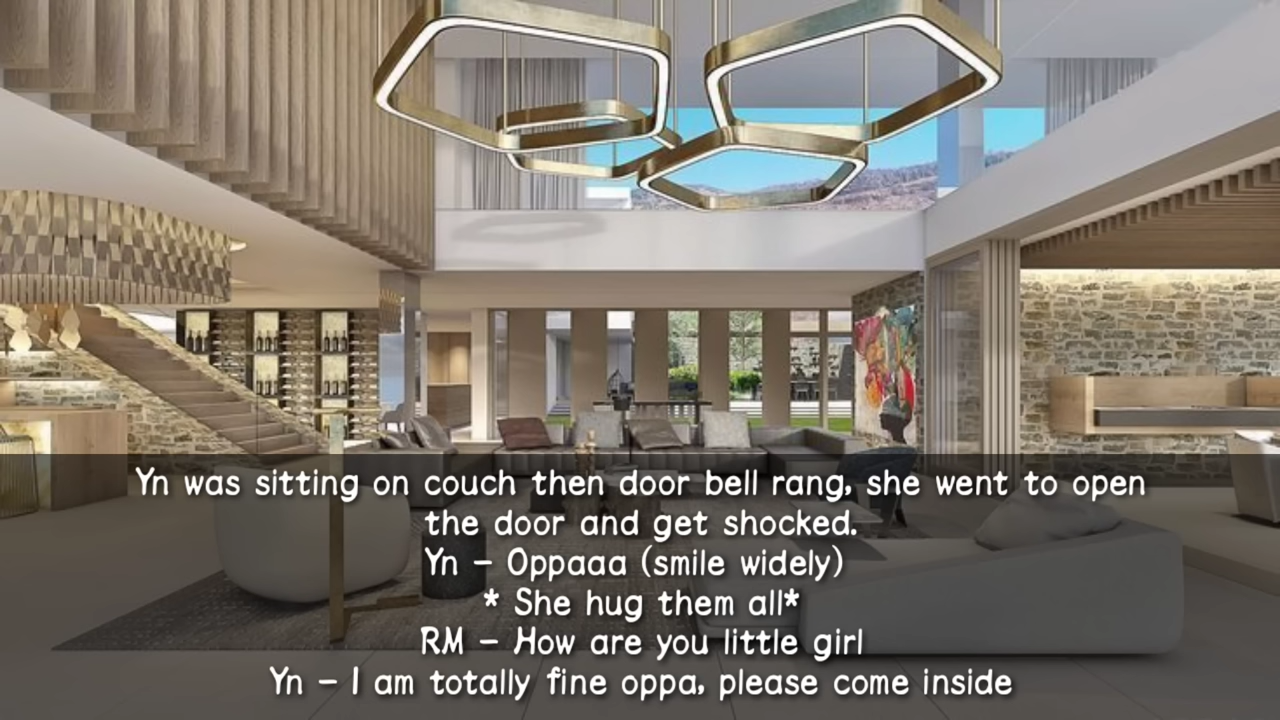 Yn was sitting on couch then door bell rang, she went to open
the door and get shocked.
Yn - Oppaaa (smile widely)
* She hug them all*
RM - How are you little girl
Yn - I am totally fine oppa, please come inside